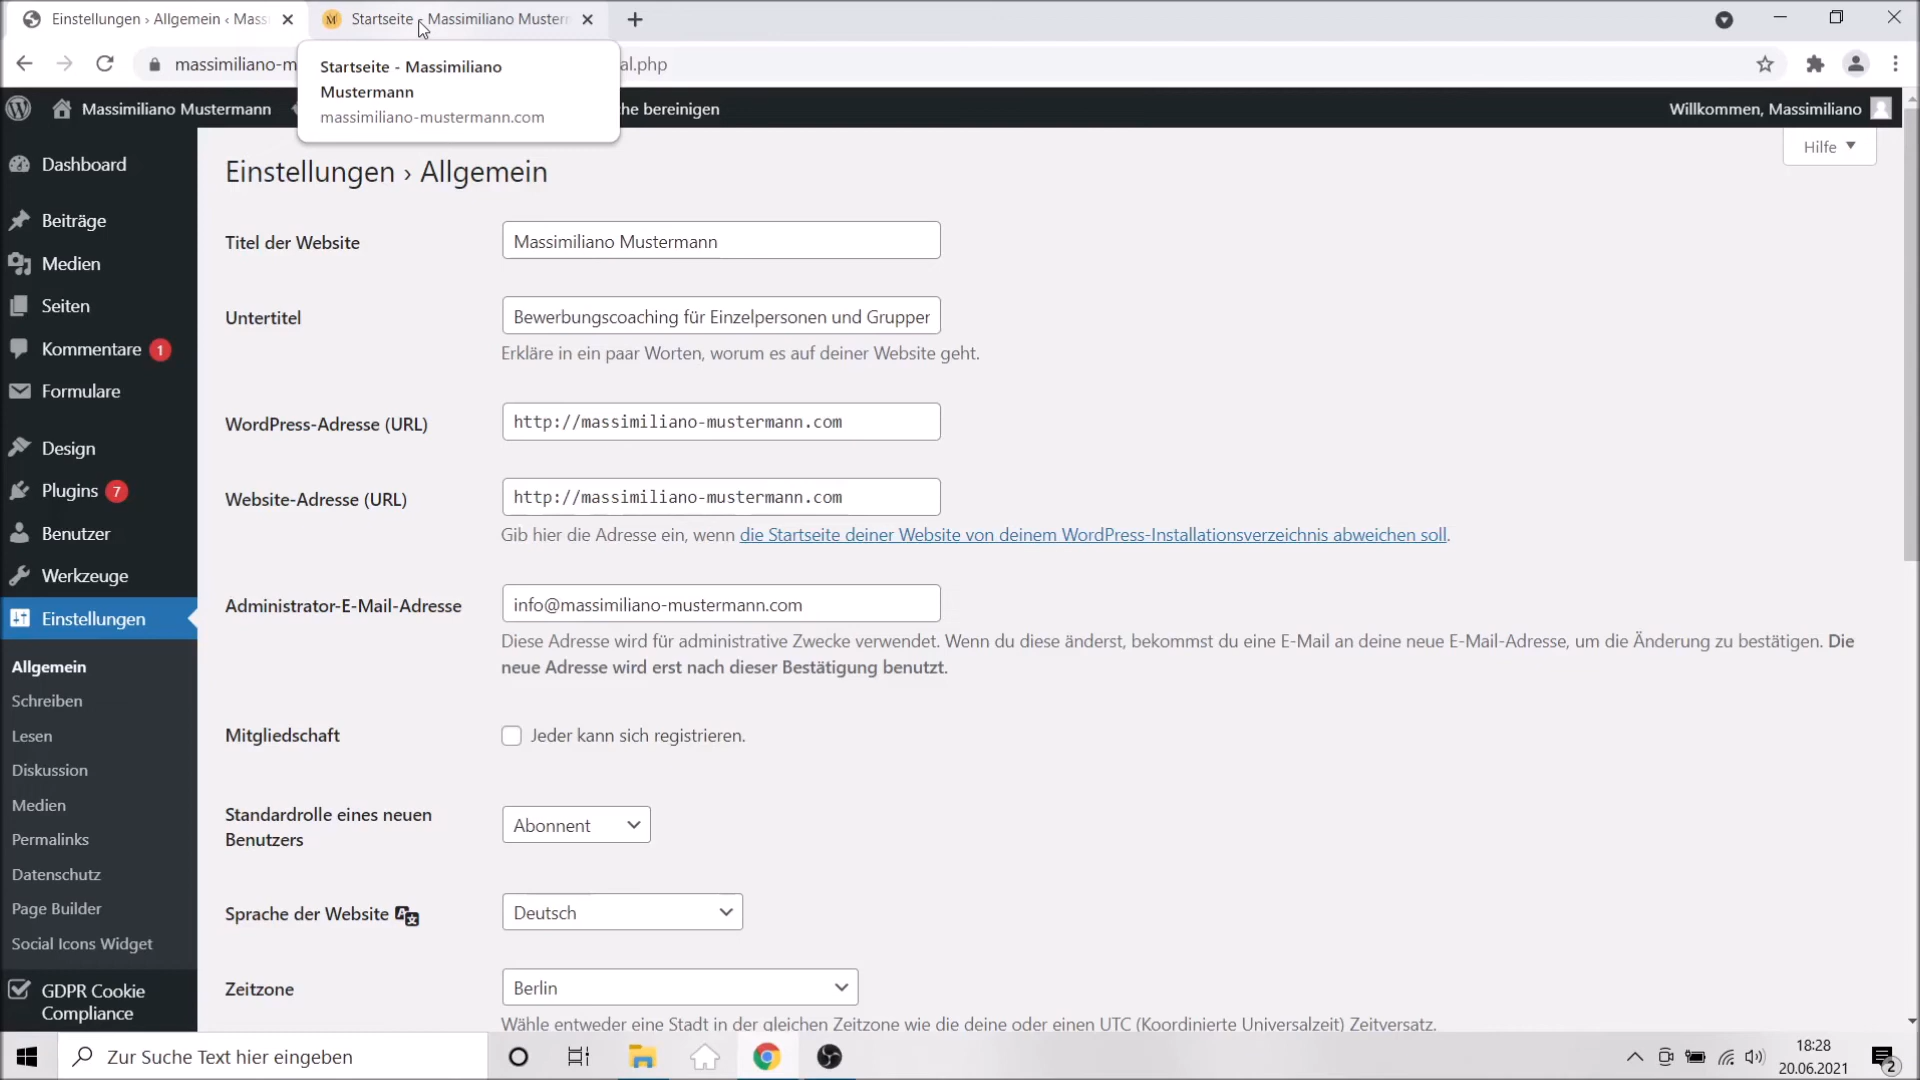 Einstellungen › Allgemein ‹ Mass
Startseite - Massimiliano Musterm
massimiliano-m
al.php
Startseite - Massimiliano
Mustermann
massimiliano-mustermann.com
Massimiliano Mustermann
he bereinigen
Willkommen, Massimiliano
Hilfe
Dashboard
Beiträge
Medien
Seiten
Kommentare 1
Formulare
Design
Plugins 7
Benutzer
Werkzeuge
Einstellungen
Allgemein
Schreiben
Lesen
Diskussion
Medien
Permalinks
Datenschutz
Page Builder
Social Icons Widget
GDPR Cookie
Compliance
Einstellungen › Allgemein
Titel der Website
Massimiliano Mustermann
Untertitel
Bewerbungscoaching für Einzelpersonen und Grupper
Erkläre in ein paar Worten, worum es auf deiner Website geht.
WordPress-Adresse (URL)
http://massimiliano-mustermann.com
Website-Adresse (URL)
http://massimiliano-mustermann.com
Gib hier die Adresse ein, wenn die Startseite deiner Website von deinem WordPress-Installationsverzeichnis abweichen soll.
Administrator-E-Mail-Adresse
info@massimiliano-mustermann.com
Diese Adresse wird für administrative Zwecke verwendet. Wenn du diese änderst, bekommst du eine E-Mail an deine neue E-Mail-Adresse, um die Änderung zu bestätigen. Die
neue Adresse wird erst nach dieser Bestätigung benutzt.
Mitgliedschaft
Jeder kann sich registrieren.
Standardrolle eines neuen
Benutzers
Abonnent
Sprache der Website
Deutsch
Zeitzone
Berlin
Wähle entweder eine Stadt in der gleichen Zeitzone wie die deine oder einen UTC (Koordinierte Universalzeit) Zeitversatz.
Zur Suche Text hier eingeben
18:28
20.06.2021
2